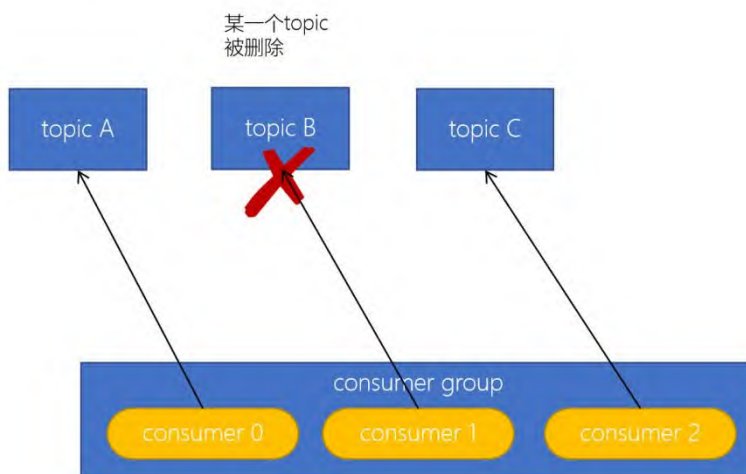 某一个topic
被删除
topic A
topic B
topic C
consumer group
consumer 0
consumer 1
consumer 2